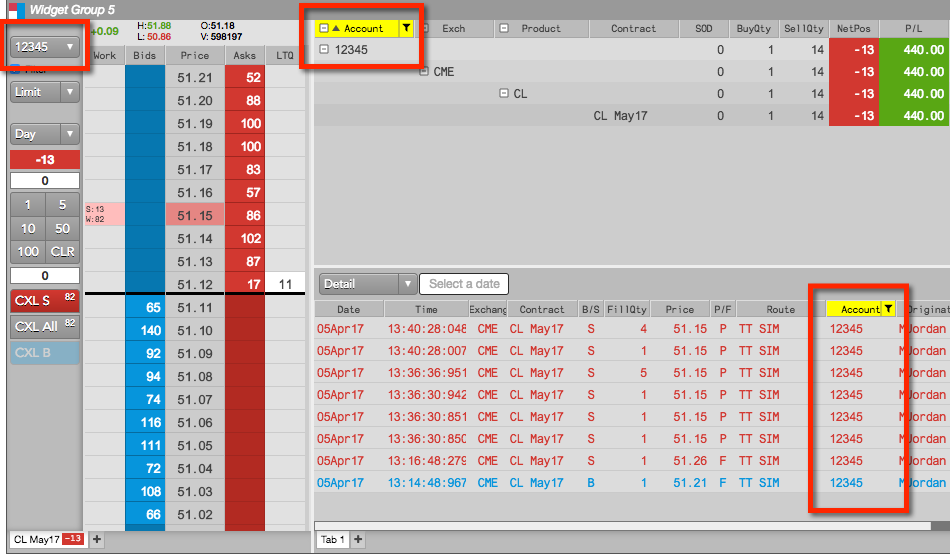 Widget Group 5
12345
+0.09 H:51.88 O:51.18
L: 50.86 V: 598197
Limit
Day
-13
0
1 5
10 50
100 CLR
0
CXL S 82
CXL All 82
CXL B
Work Bids Price Asks LTQ
51.21 52
51.20 88
51.19 100
51.18 100
51.17 83
51.16 57
S:13
W:82
51.15 86
51.14 102
51.13 87
51.12 17 11
65 51.11
140 51.10
92 51.09
94 51.08
74 51.07
116 51.06
111 51.05
72 51.04
108 51.03
66 51.02
CL May17 -13 +
Account Exch Product Contract SOD BuyQty SellQty NetPos P/L
12345 0 1 14 -13 440.00
CME 0 1 14 -13 440.00
CL 0 1 14 -13 440.00
CL May17 0 1 14 -13 440.00
Detail Select a date
Date Time Exchang Contract B/S FillQty Price P/F Route Account Originat
05Apr17 13:40:28:048 CME CL May17 S 4 51.15 P TT SIM 12345 MJordan
05Apr17 13:40:28:007 CME CL May17 S 1 51.15 P TT SIM 12345 MJordan
05Apr17 13:36:36:951 CME CL May17 S 5 51.15 P TT SIM 12345 MJordan
05Apr17 13:36:30:942 CME CL May17 S 1 51.15 P TT SIM 12345 MJordan
05Apr17 13:36:30:851 CME CL May17 S 1 51.15 P TT SIM 12345 MJordan
05Apr17 13:36:30:850 CME CL May17 S 1 51.15 P TT SIM 12345 MJordan
05Apr17 13:16:48:279 CME CL May17 S 1 51.26 F TT SIM 12345 MJordan
05Apr17 13:14:48:967 CME CL May17 B 1 51.21 F TT SIM 12345 MJordan
Tab 1 +